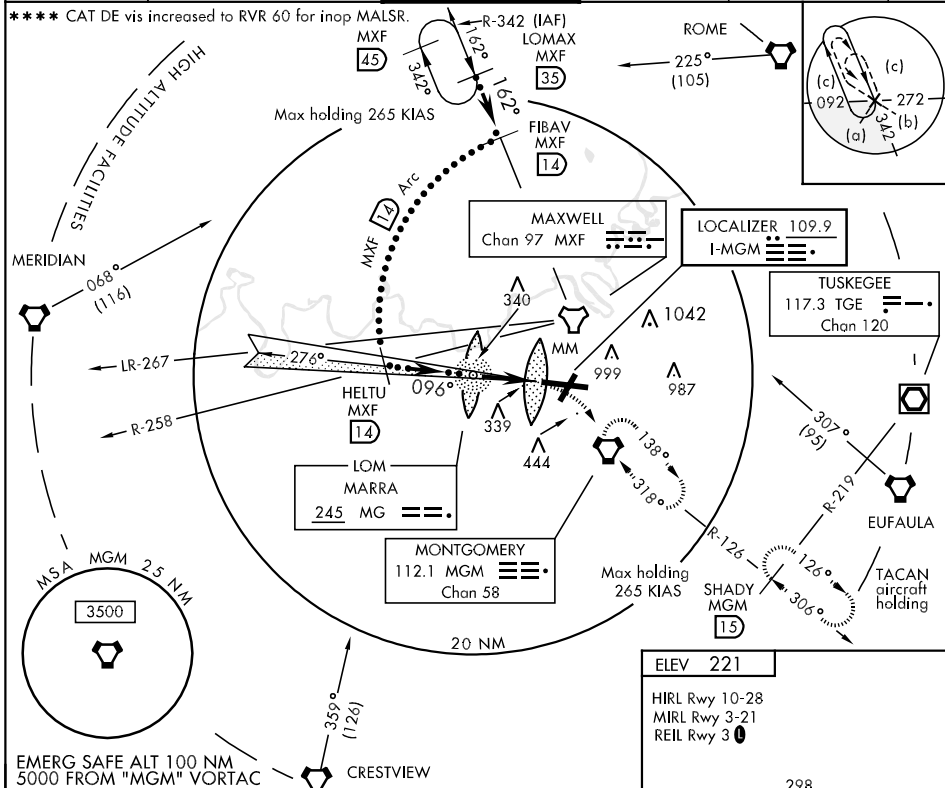 **** CAT DE vis increased to RVR 60 for inop MALSR.
R-342 (IAF)
LOMAX
MXF
35
MXF
45
162°
342°
162°
Max holding 265 KIAS
FIBAV
MXF
14
ROME
225°
(105)
(c)
(c)
092
272
(a)
(b)
342
HIGH ALTITUDE FACILITIES
MXF 14 Arc
MAXWELL
Chan 97 MXF
LOCALIZER 109.9
I-MGM
TUSKEGEE
117.3 TGE
Chan 120
MERIDIAN
068°
(116)
340
1042
MM
999
987
LR-267
276°
096°
HELTU
MXF
14
R-258
339
444
LOM
MARRA
245 MG
138°
318°
307°
(95)
R-219
EUFAULA
MONTGOMERY
112.1 MGM
Chan 58
R-126
Max holding
265 KIAS
SHADY
MGM
15
126°
306°
TACAN
aircraft
holding
MSA MGM 25 NM
3500
20 NM
359°
(126)
EMERG SAFE ALT 100 NM
5000 FROM "MGM" VORTAC
CRESTVIEW
ELEV 221
HIRL Rwy 10-28
MIRL Rwy 3-21
REIL Rwy 3 L
298